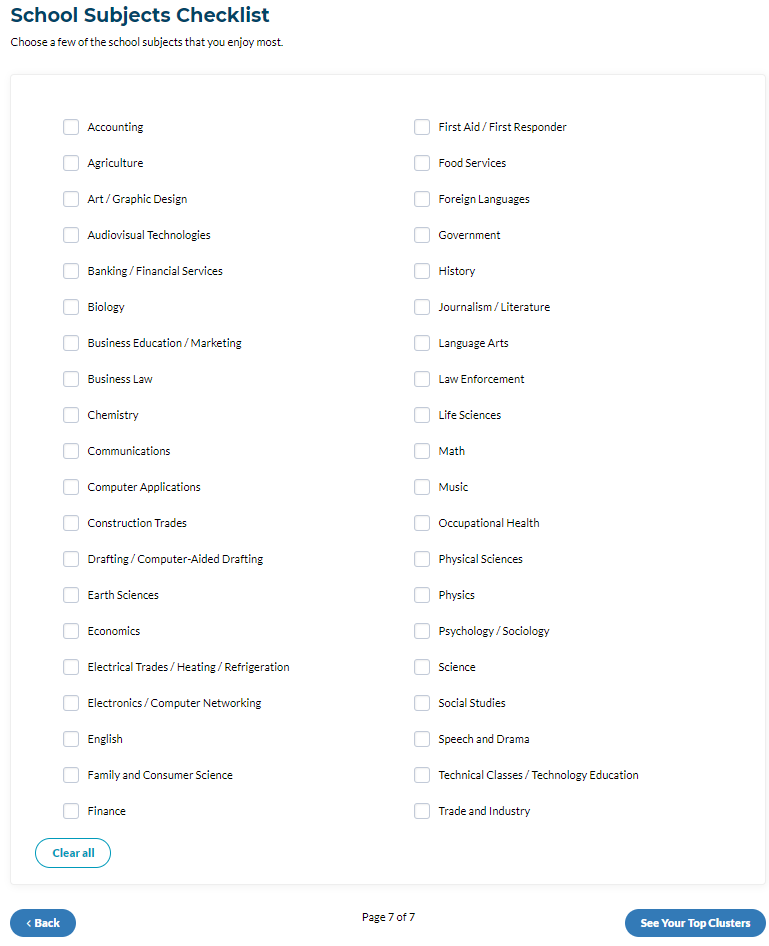 School Subjects Checklist
Choose a few of the school subjects that you enjoy most.
Accounting
Agriculture
Art / Graphic Design
Audiovisual Technologies
Banking / Financial Services
Biology
Business Education / Marketing
Business Law
Chemistry
Communications
Computer Applications
Construction Trades
Drafting / Computer-Aided Drafting
Earth Sciences
Economics
Electrical Trades / Heating / Refrigeration
Electronics / Computer Networking
English
Family and Consumer Science
Finance
First Aid / First Responder
Food Services
Foreign Languages
Government
History
Journalism / Literature
Language Arts
Law Enforcement
Life Sciences
Math
Music
Occupational Health
Physical Sciences
Physics
Psychology / Sociology
Science
Social Studies
Speech and Drama
Technical Classes / Technology Education
Trade and Industry
Clear all
‹ Back
Page 7 of 7
See Your Top Clusters